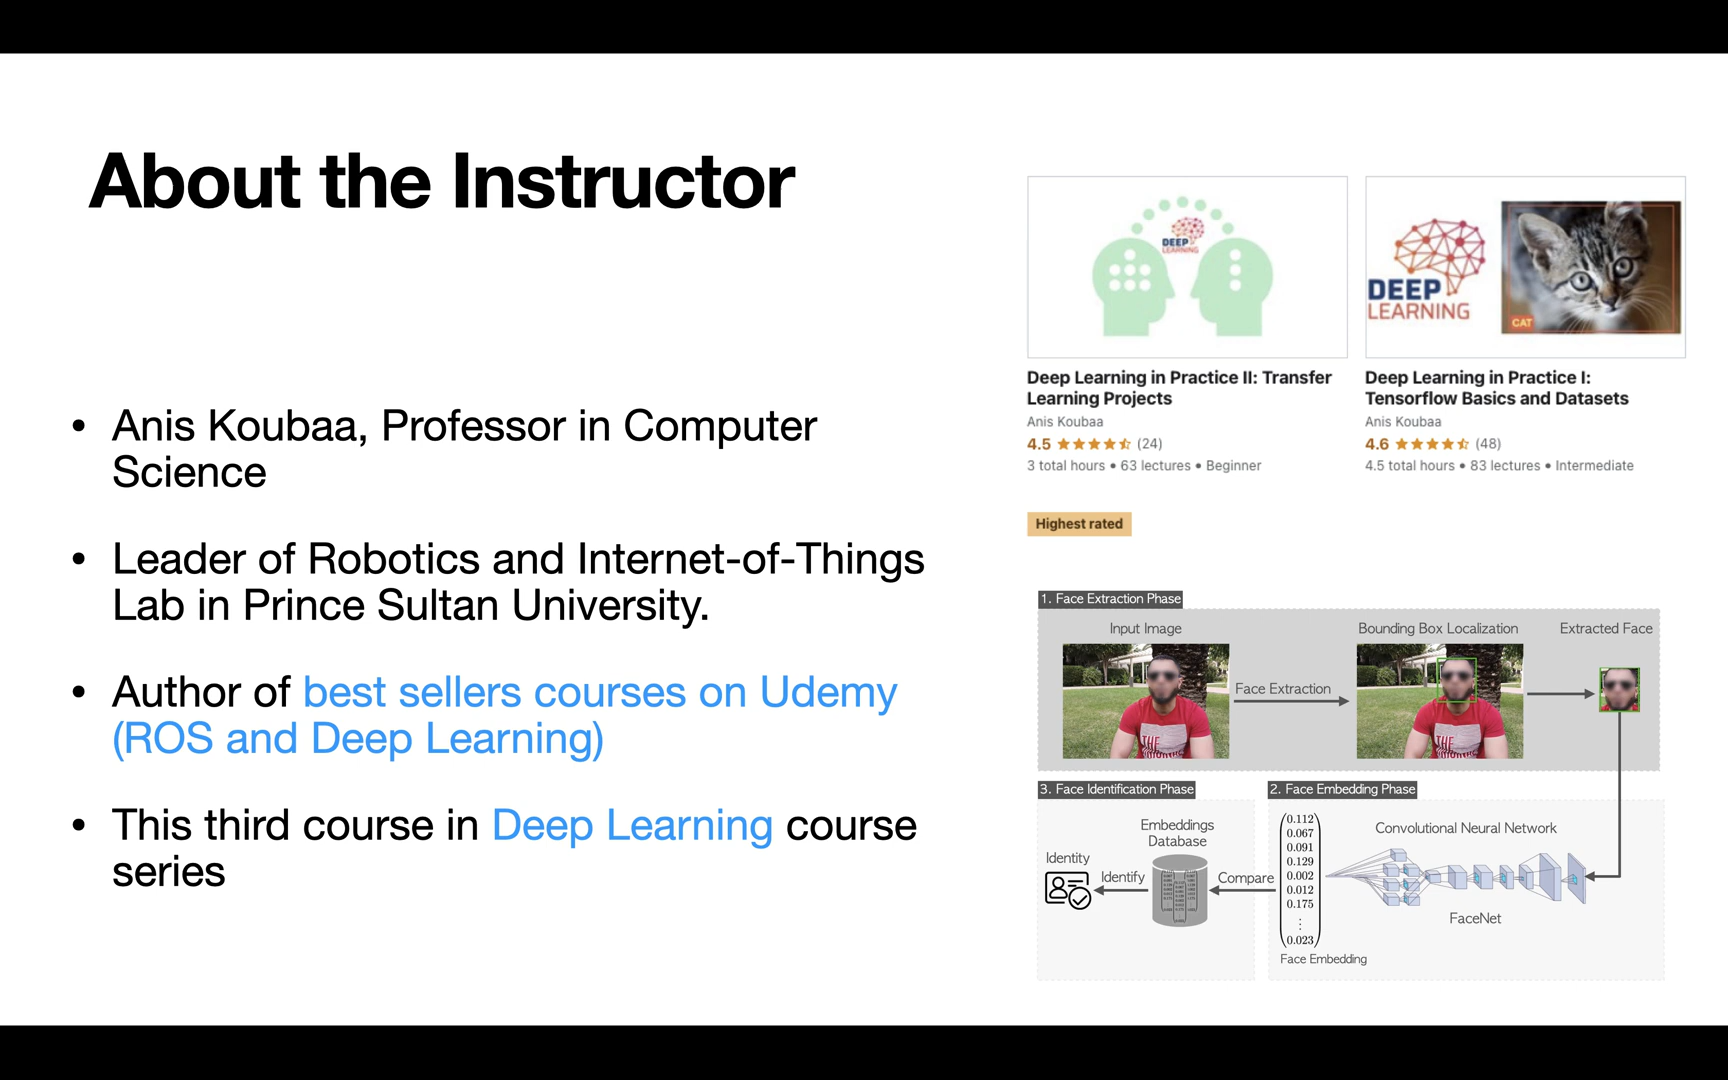 About the Instructor
• Anis Koubaa, Professor in Computer
Science
• Leader of Robotics and Internet-of-Things
Lab in Prince Sultan University.
• Author of best sellers courses on Udemy
(ROS and Deep Learning)
• This third course in Deep Learning course
series
DEEP
LEARNING
Deep Learning in Practice II: Transfer
Learning Projects
Anis Koubaa
4.5 (24)
3 total hours • 63 lectures • Beginner
Highest rated
DEEP
LEARNING
CAT
Deep Learning in Practice I:
Tensorflow Basics and Datasets
Anis Koubaa
4.6 (48)
4.5 total hours • 83 lectures • Intermediate
1. Face Extraction Phase
Input Image
Face Extraction
Bounding Box Localization
Extracted Face
THE
THE
2. Face Embedding Phase
Convolutional Neural Network
FaceNet
0.112
0.067
0.091
0.129
0.002
0.012
0.175
⋮
0.023
Face Embedding
3. Face Identification Phase
Embeddings
Database
Compare
Identify
Identity